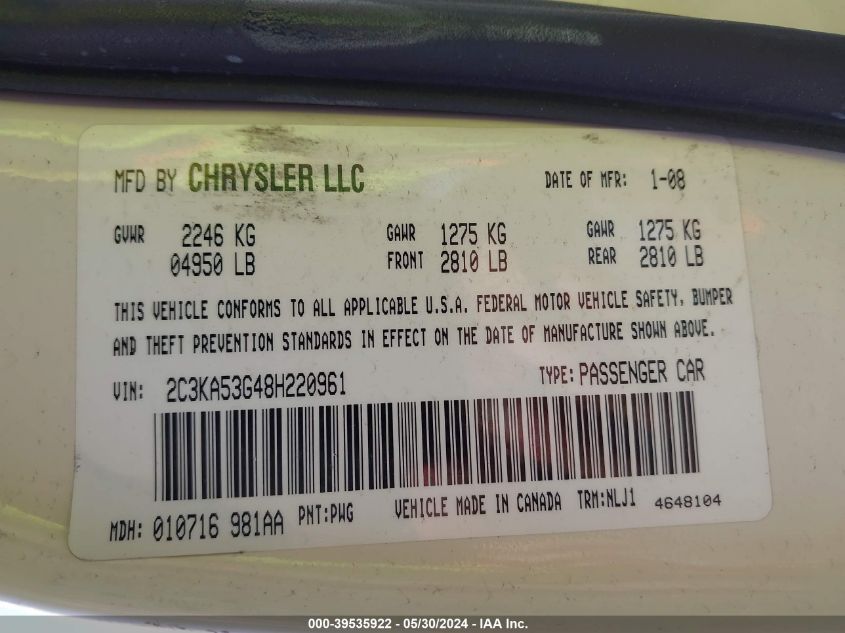 MFD BY CHRYSLER LLC DATE OF MFR: 1-08
GVWR 2246 KG GAWR 1275 KG GAWR 1275 KG
04950 LB FRONT 2810 LB REAR 2810 LB
THIS VEHICLE CONFORMS TO ALL APPLICABLE U.S.A. FEDERAL MOTOR VEHICLE SAFETY, BUMPER
AND THEFT PREVENTION STANDARDS IN EFFECT ON THE DATE OF MANUFACTURE SHOWN ABOVE.
VIN: 2C3KA53G48H220961 TYPE: PASSENGER CAR
MDH: 010716 981AA PNT:PWG VEHICLE MADE IN CANADA TRM:NLJ1 4648104
000-39535922 - 05/30/2024 - IAA Inc.